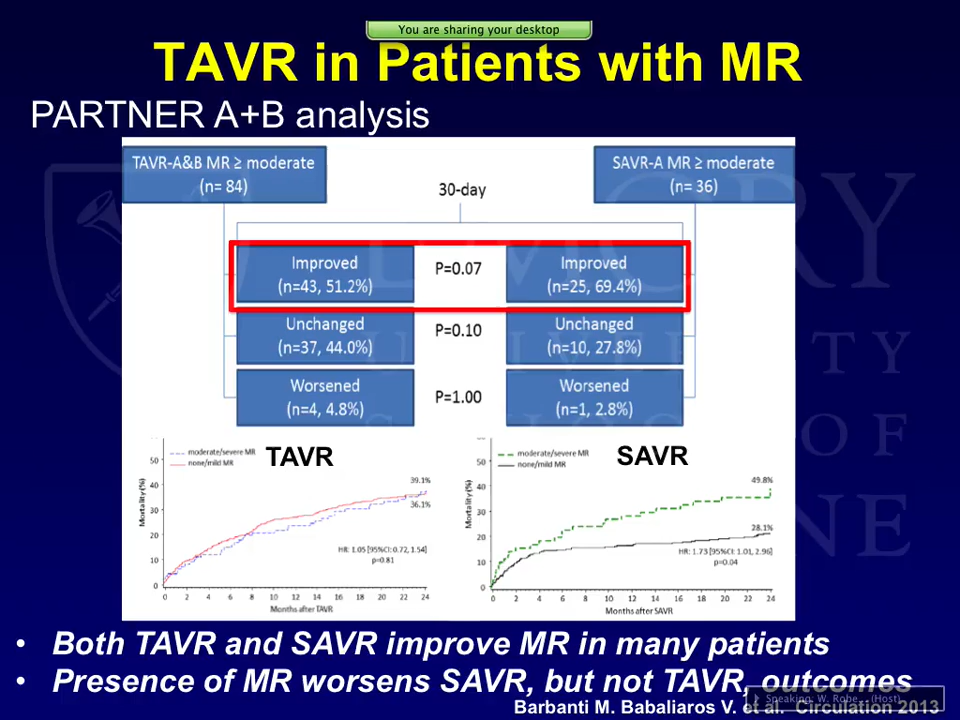 You are sharing your desktop
TAVR in Patients with MR
PARTNER A+B analysis
TAVR-A&B MR ≥ moderate
(n= 84)
SAVR-A MR ≥ moderate
(n= 36)
30-day
Improved
(n=43, 51.2%)
P=0.07
Improved
(n=25, 69.4%)
Unchanged
(n=37, 44.0%)
P=0.10
Unchanged
(n=10, 27.8%)
Worsened
(n=4, 4.8%)
P=1.00
Worsened
(n=1, 2.8%)
TAVR
moderate/severe MR
none/mild MR
Mortality (%)
50
40
30
20
10
0
39.1%
36.1%
HR: 1.05 [95%CI: 0.72, 1.54]
p=0.81
0 2 4 6 8 10 12 14 16 18 20 22 24
Months after TAVR
SAVR
moderate/severe MR
none/mild MR
Mortality (%)
50
40
30
20
10
0
49.8%
28.1%
HR: 1.73 [95%CI: 1.01, 2.96]
p=0.04
0 2 4 6 8 10 12 14 16 18 20 22 24
Months after SAVR
• Both TAVR and SAVR improve MR in many patients
• Presence of MR worsens SAVR, but not TAVR, outcomes
Speaking: W. Robe... (Host)
Barbanti M. Babaliaros V. et al. Circulation 2013